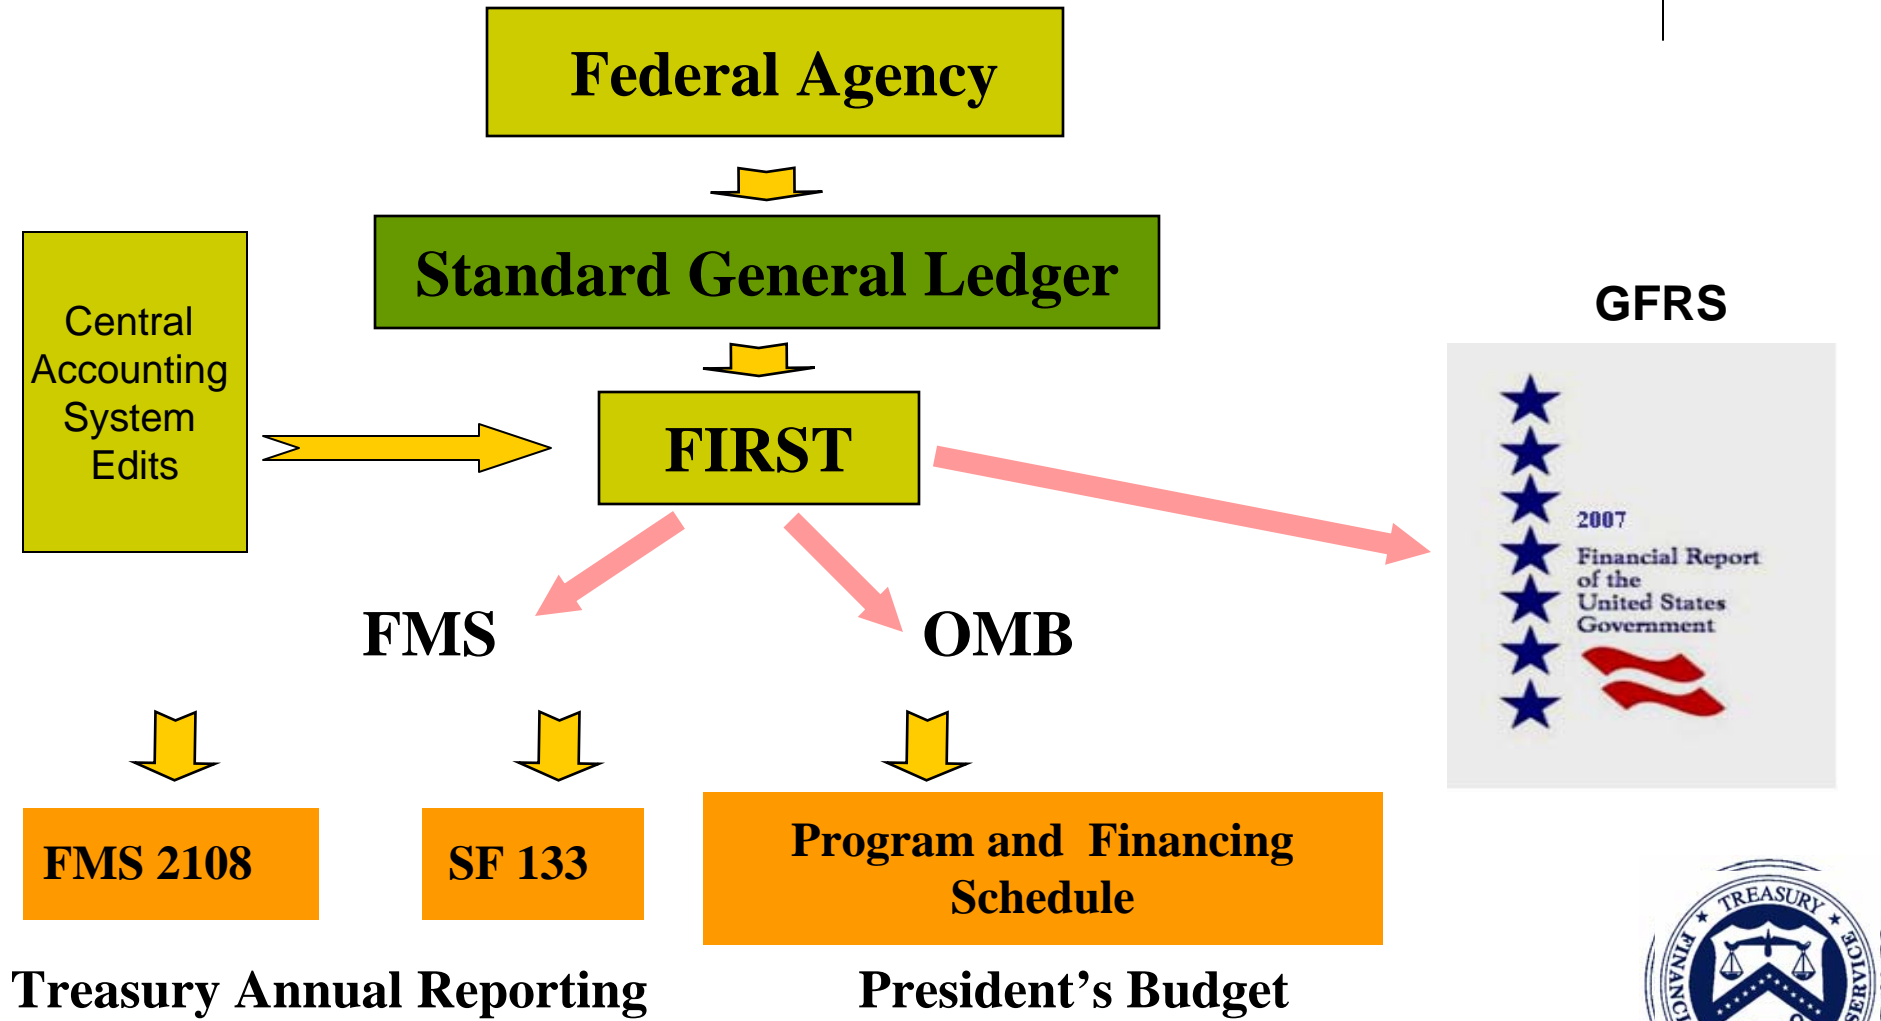 Federal Agency
Standard General Ledger
Central
Accounting
System
Edits
FIRST
GFRS
2007
Financial Report
of the
United States
Government
FMS
OMB
FMS 2108
SF 133
Program and Financing
Schedule
Treasury Annual Reporting
President’s Budget
TREASURY